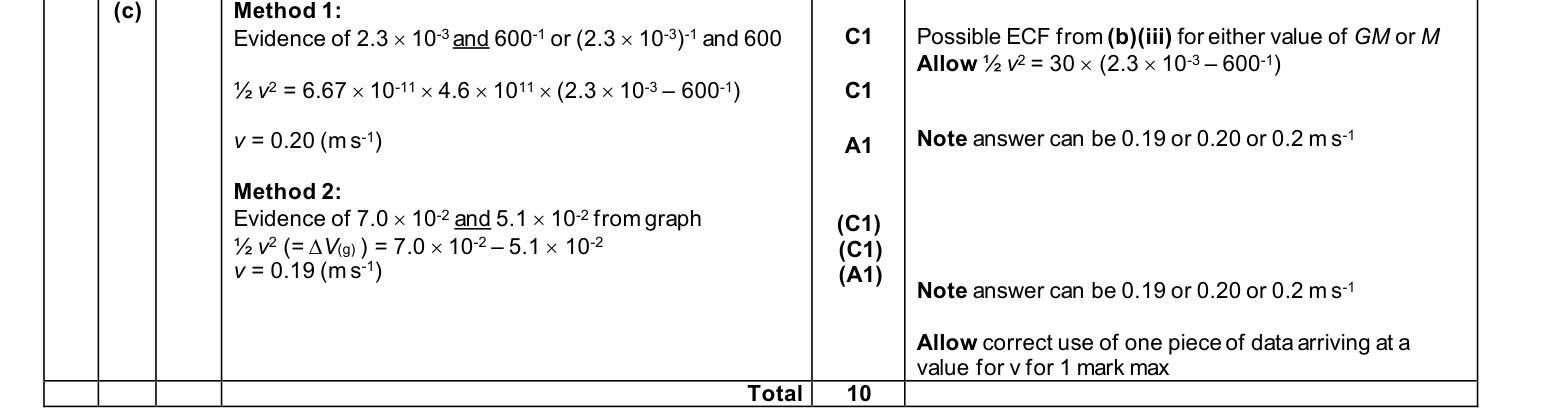 (c)
Method 1:
Evidence of 2.3 × 10⁻³ and 600⁻¹ or (2.3 × 10⁻³)⁻¹ and 600
C1
Possible ECF from (b)(iii) for either value of GM or M
Allow ½ v² = 30 × (2.3 × 10⁻³ – 600⁻¹)
½ v² = 6.67 × 10⁻¹¹ × 4.6 × 10¹¹ × (2.3 × 10⁻³ – 600⁻¹)
C1
v = 0.20 (m s⁻¹)
A1
Note answer can be 0.19 or 0.20 or 0.2 m s⁻¹
Method 2:
Evidence of 7.0 × 10⁻² and 5.1 × 10⁻² from graph
(C1)
½ v² (= ΔV(g) ) = 7.0 × 10⁻² – 5.1 × 10⁻²
(C1)
v = 0.19 (m s⁻¹)
(A1)
Note answer can be 0.19 or 0.20 or 0.2 m s⁻¹
Allow correct use of one piece of data arriving at a
value for v for 1 mark max
Total
10